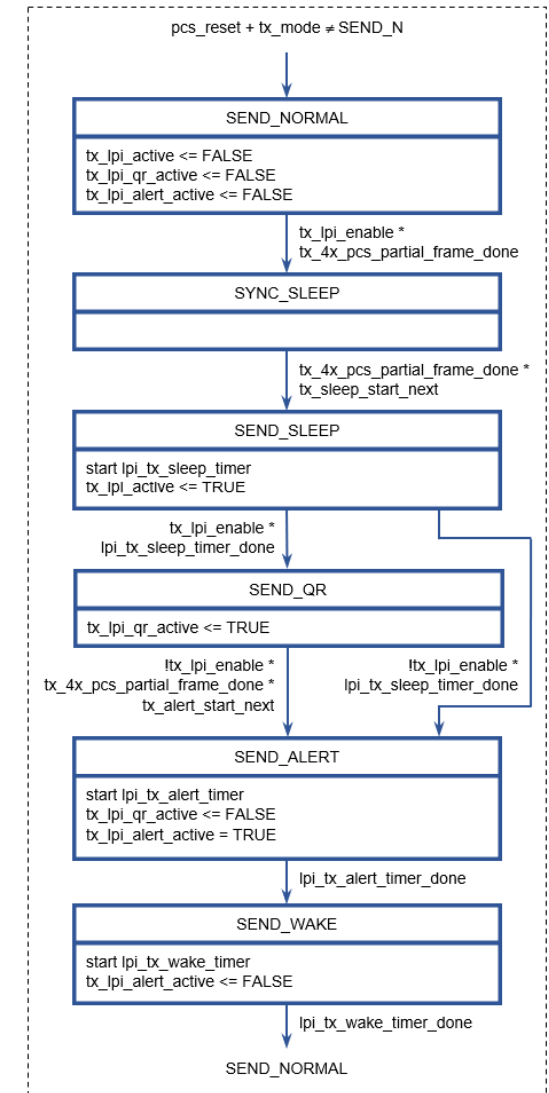 pcs_reset + tx_mode ≠ SEND_N
SEND_NORMAL
tx_lpi_active <= FALSE
tx_lpi_qr_active <= FALSE
tx_lpi_alert_active <= FALSE
tx_lpi_enable *
tx_4x_pcs_partial_frame_done
SYNC_SLEEP
tx_4x_pcs_partial_frame_done *
tx_sleep_start_next
SEND_SLEEP
start lpi_tx_sleep_timer
tx_lpi_active <= TRUE
tx_lpi_enable *
lpi_tx_sleep_timer_done
SEND_QR
tx_lpi_qr_active <= TRUE
!tx_lpi_enable *
tx_4x_pcs_partial_frame_done *
tx_alert_start_next
!tx_lpi_enable *
lpi_tx_sleep_timer_done
SEND_ALERT
start lpi_tx_alert_timer
tx_lpi_qr_active <= FALSE
tx_lpi_alert_active = TRUE
lpi_tx_alert_timer_done
SEND_WAKE
start lpi_tx_wake_timer
tx_lpi_alert_active <= FALSE
lpi_tx_wake_timer_done
SEND_NORMAL